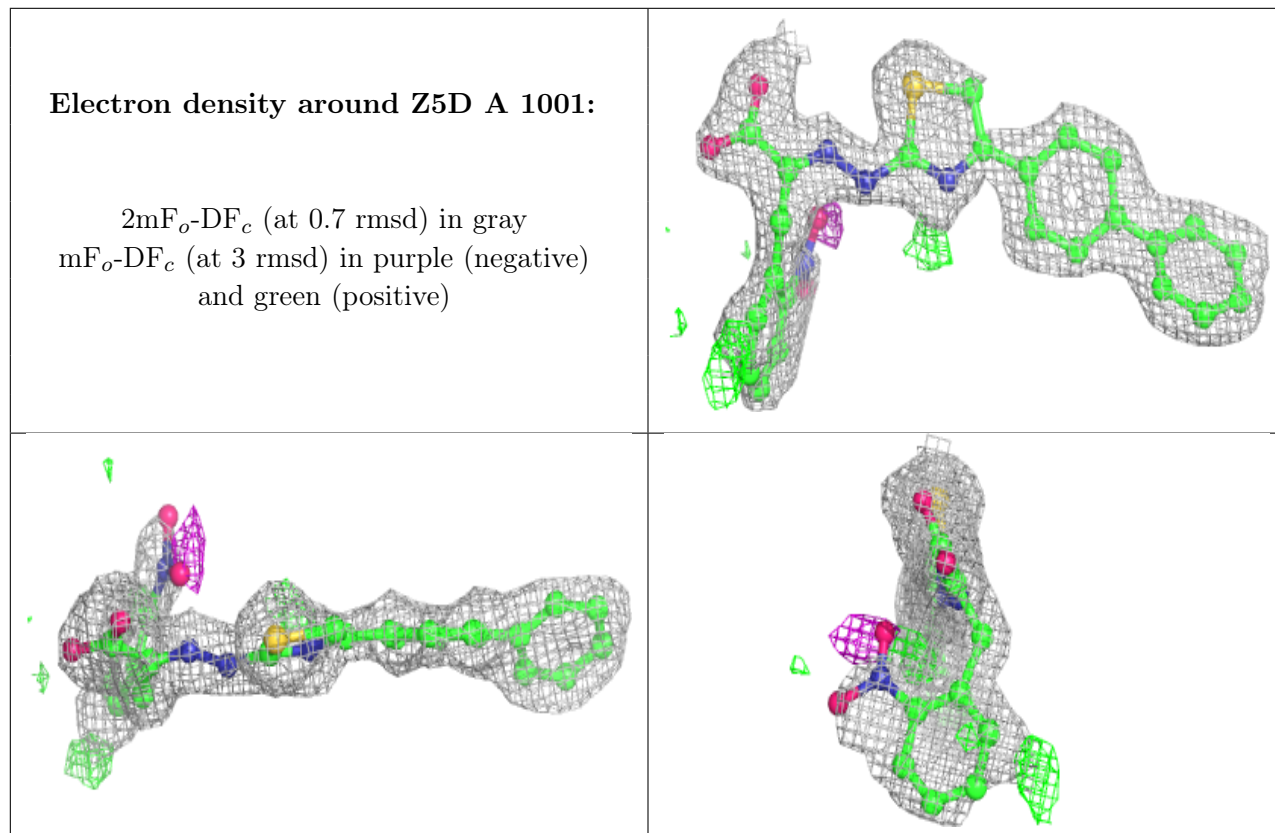 Electron density around Z5D A 1001:
2mFo-DFc (at 0.7 rmsd) in gray
mFo-DFc (at 3 rmsd) in purple (negative)
and green (positive)